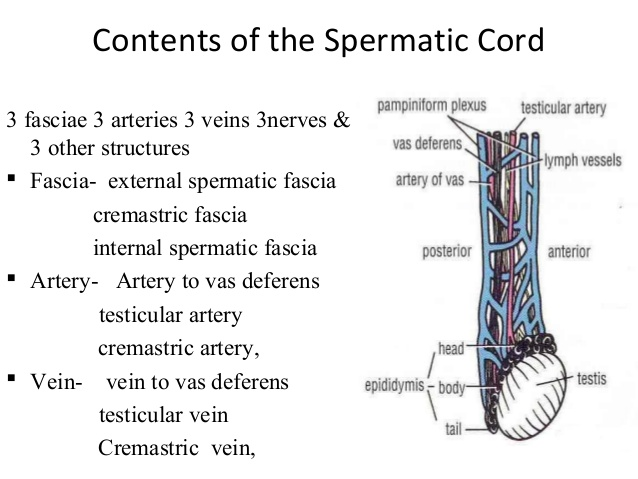 Contents of the Spermatic Cord
3 fasciae 3 arteries 3 veins 3nerves &
3 other structures
▪ Fascia- external spermatic fascia
cremastric fascia
internal spermatic fascia
▪ Artery- Artery to vas deferens
testicular artery
cremastric artery,
▪ Vein- vein to vas deferens
testicular vein
Cremastric vein,
pampiniform plexus
testicular artery
vas deferens
lymph vessels
artery of vas
posterior
anterior
head
epididymis
body
tail
testis